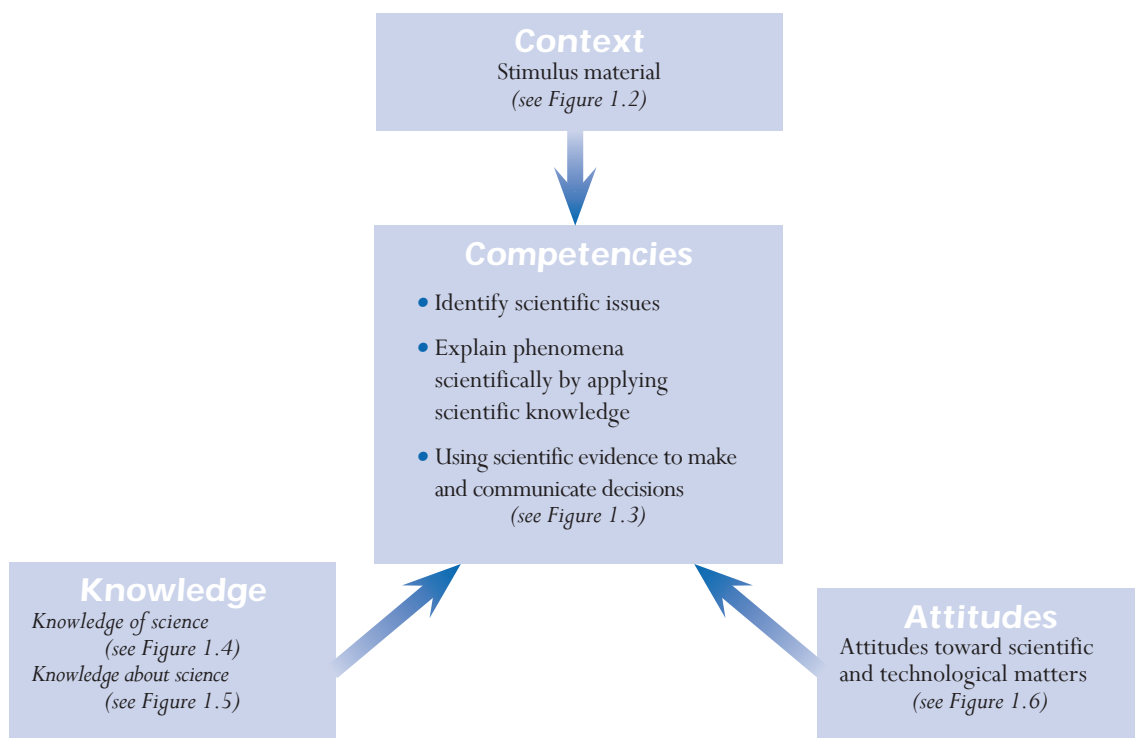 Context
Stimulus material
(see Figure 1.2)
Competencies
• Identify scientific issues
• Explain phenomena
scientifically by applying
scientific knowledge
• Using scientific evidence to make
and communicate decisions
(see Figure 1.3)
Knowledge
Knowledge of science
(see Figure 1.4)
Knowledge about science
(see Figure 1.5)
Attitudes
Attitudes toward scientific
and technological matters
(see Figure 1.6)